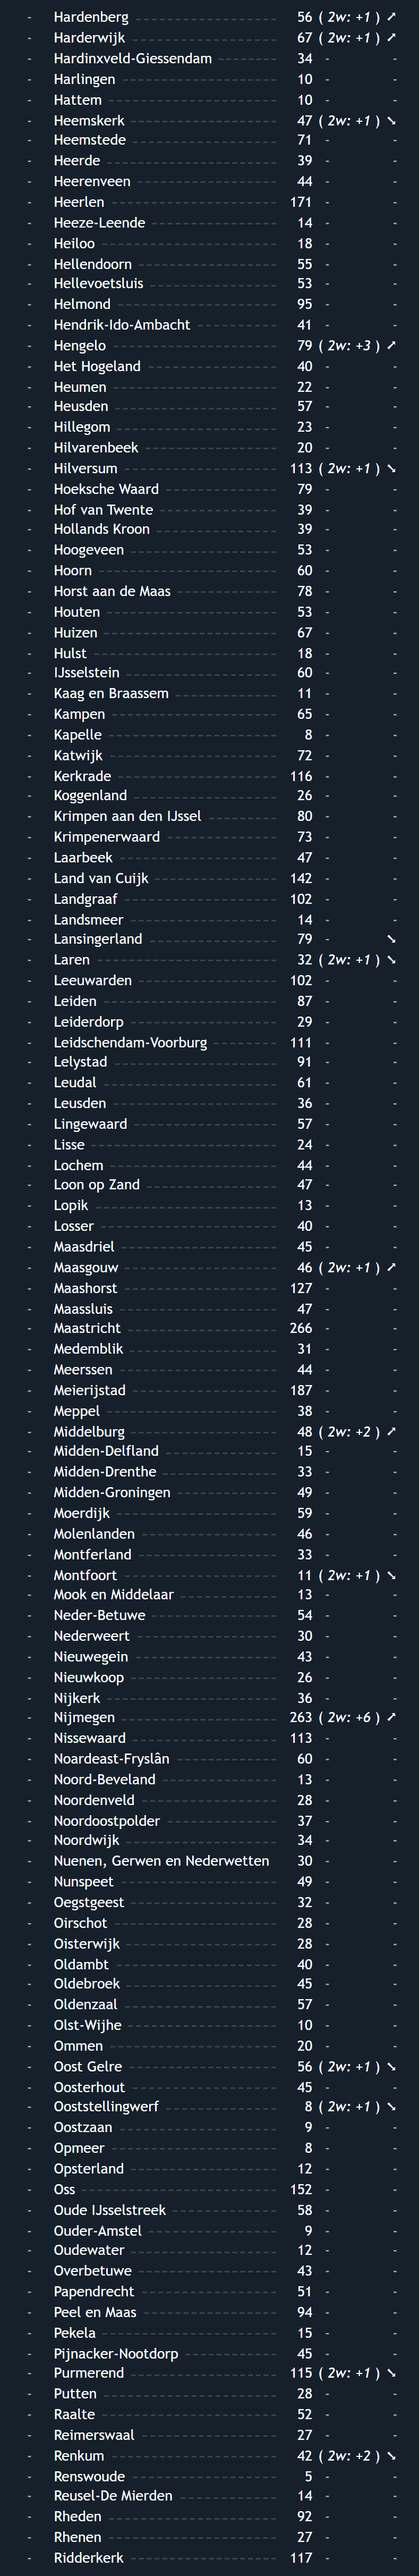 - Hardenberg 56 ( 2w: +1 ) ➚
- Harderwijk 67 ( 2w: +1 ) ➚
- Hardinxveld-Giessendam 34 - -
- Harlingen 10 - -
- Hattem 10 - -
- Heemskerk 47 ( 2w: +1 ) ➘
- Heemstede 71 - -
- Heerde 39 - -
- Heerenveen 44 - -
- Heerlen 171 - -
- Heeze-Leende 14 - -
- Heiloo 18 - -
- Hellendoorn 55 - -
- Hellevoetsluis 53 - -
- Helmond 95 - -
- Hendrik-Ido-Ambacht 41 - -
- Hengelo 79 ( 2w: +3 ) ➚
- Het Hogeland 40 - -
- Heumen 22 - -
- Heusden 57 - -
- Hillegom 23 - -
- Hilvarenbeek 20 - -
- Hilversum 113 ( 2w: +1 ) ➘
- Hoeksche Waard 79 - -
- Hof van Twente 39 - -
- Hollands Kroon 39 - -
- Hoogeveen 53 - -
- Hoorn 60 - -
- Horst aan de Maas 78 - -
- Houten 53 - -
- Huizen 67 - -
- Hulst 18 - -
- IJsselstein 60 - -
- Kaag en Braassem 11 - -
- Kampen 65 - -
- Kapelle 8 - -
- Katwijk 72 - -
- Kerkrade 116 - -
- Koggenland 26 - -
- Krimpen aan den IJssel 80 - -
- Krimpenerwaard 73 - -
- Laarbeek 47 - -
- Land van Cuijk 142 - -
- Landgraaf 102 - -
- Landsmeer 14 - -
- Lansingerland 79 - ➘
- Laren 32 ( 2w: +1 ) ➘
- Leeuwarden 102 - -
- Leiden 87 - -
- Leiderdorp 29 - -
- Leidschendam-Voorburg 111 - -
- Lelystad 91 - -
- Leudal 61 - -
- Leusden 36 - -
- Lingewaard 57 - -
- Lisse 24 - -
- Lochem 44 - -
- Loon op Zand 47 - -
- Lopik 13 - -
- Losser 40 - -
- Maasdriel 45 - -
- Maasgouw 46 ( 2w: +1 ) ➚
- Maashorst 127 - -
- Maassluis 47 - -
- Maastricht 266 - -
- Medemblik 31 - -
- Meerssen 44 - -
- Meierijstad 187 - -
- Meppel 38 - -
- Middelburg 48 ( 2w: +2 ) ➚
- Midden-Delfland 15 - -
- Midden-Drenthe 33 - -
- Midden-Groningen 49 - -
- Moerdijk 59 - -
- Molenlanden 46 - -
- Montferland 33 - -
- Montfoort 11 ( 2w: +1 ) ➘
- Mook en Middelaar 13 - -
- Neder-Betuwe 54 - -
- Nederweert 30 - -
- Nieuwegein 43 - -
- Nieuwkoop 26 - -
- Nijkerk 36 - -
- Nijmegen 263 ( 2w: +6 ) ➚
- Nissewaard 113 - -
- Noardeast-Fryslân 60 - -
- Noord-Beveland 13 - -
- Noordenveld 28 - -
- Noordoostpolder 37 - -
- Noordwijk 34 - -
- Nuenen, Gerwen en Nederwetten 30 - -
- Nunspeet 49 - -
- Oegstgeest 32 - -
- Oirschot 28 - -
- Oisterwijk 28 - -
- Oldambt 40 - -
- Oldebroek 45 - -
- Oldenzaal 57 - -
- Olst-Wijhe 10 - -
- Ommen 20 - -
- Oost Gelre 56 ( 2w: +1 ) ➘
- Oosterhout 45 - -
- Ooststellingwerf 8 ( 2w: +1 ) ➘
- Oostzaan 9 - -
- Opmeer 8 - -
- Opsterland 12 - -
- Oss 152 - -
- Oude IJsselstreek 58 - -
- Ouder-Amstel 9 - -
- Oudewater 12 - -
- Overbetuwe 43 - -
- Papendrecht 51 - -
- Peel en Maas 94 - -
- Pekela 15 - -
- Pijnacker-Nootdorp 45 - -
- Purmerend 115 ( 2w: +1 ) ➘
- Putten 28 - -
- Raalte 52 - -
- Reimerswaal 27 - -
- Renkum 42 ( 2w: +2 ) ➘
- Renswoude 5 - -
- Reusel-De Mierden 14 - -
- Rheden 92 - -
- Rhenen 27 - -
- Ridderkerk 117 - -